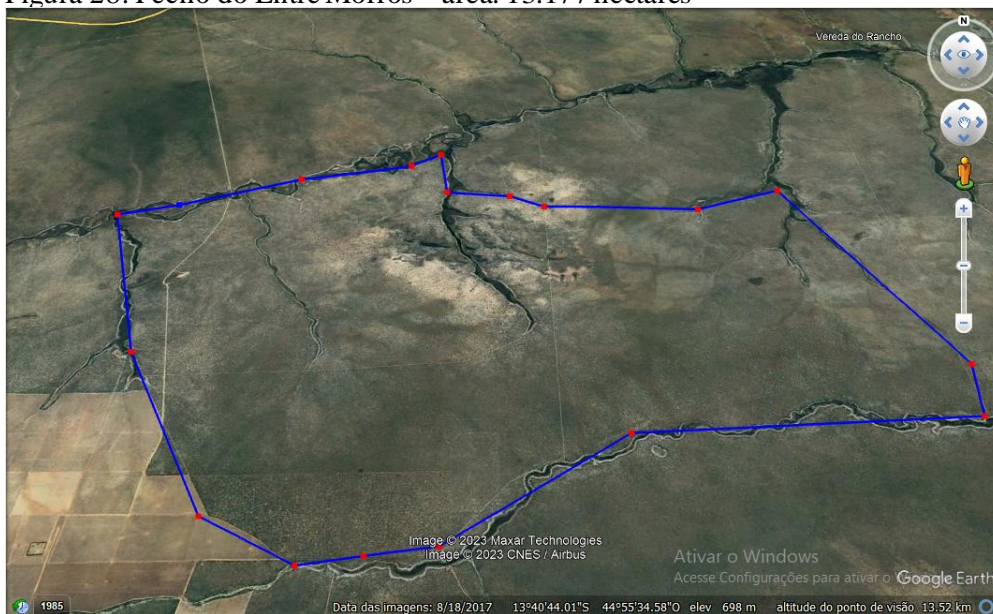 Figura 26: Fecho do Entre Morros – área: 13.177 hectares
N
Vereda do Rancho
Image © 2023 Maxar Technologies
Image © 2023 CNES / Airbus
Ativar o Windows
Acesse Configurações para ativar o
Google Earth
1985
Data das imagens: 8/18/2017 13°40'44.01"S 44°55'34.58"O elev 698 m altitude do ponto de visão 13.52 km